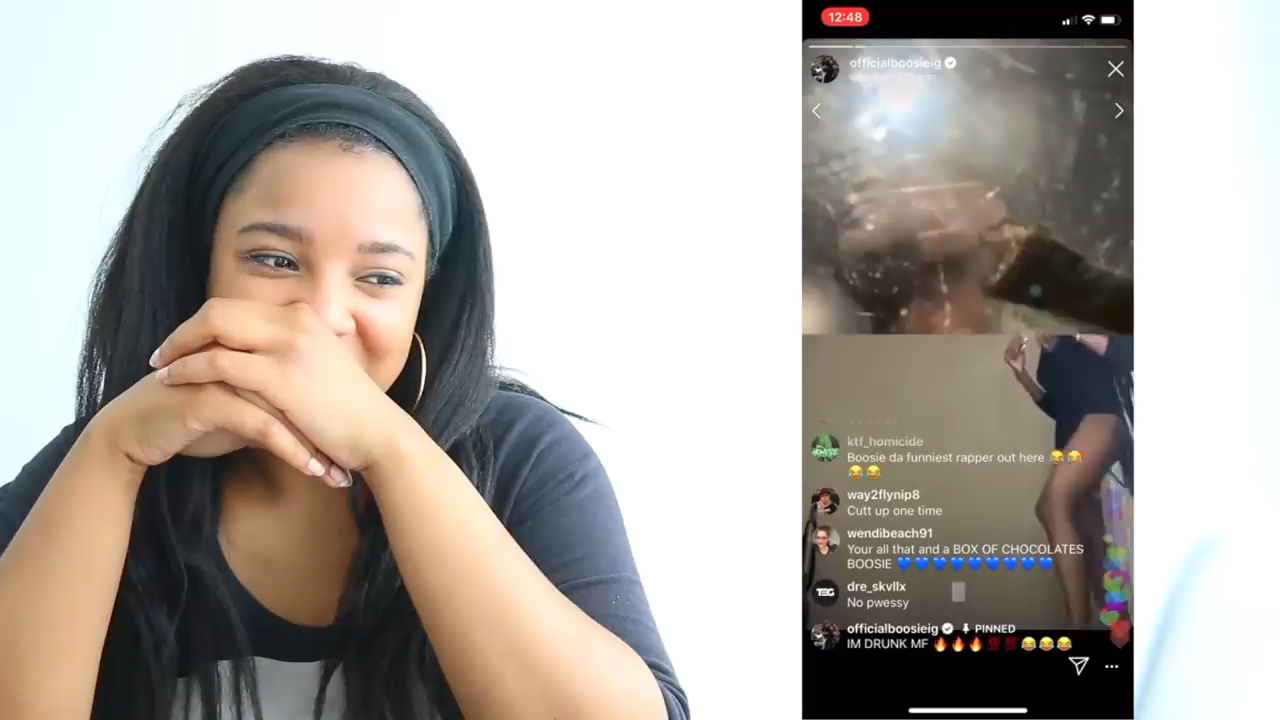 12:48
officialboosieig
ktf_homicide
Boosie da funniest rapper out here 😂😂
😂😂
way2flynip8
Cutt up one time
wendibeach91
Your all that and a BOX OF CHOCOLATES
BOOSIE 💙💙💙💙💙💙💙💙💙
dre_skvllx
TEG
No pwessy
officialboosieig PINNED
IM DRUNK MF 🔥🔥🔥💯💯😂😂😂